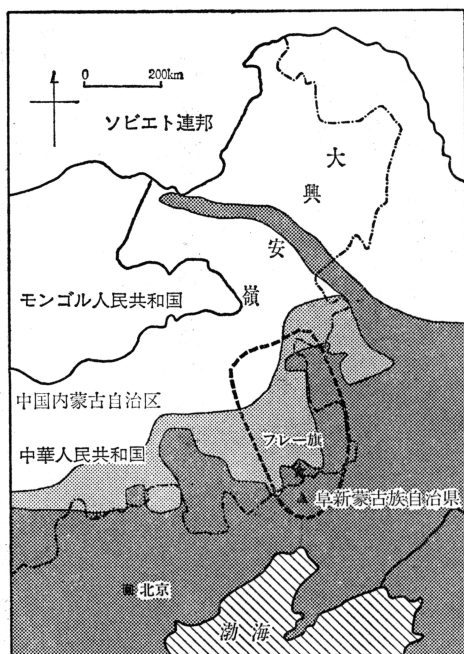 0 200km
ソビエト連邦
大
興
安
嶺
モンゴル人民共和国
中国内蒙古自治区
中華人民共和国
フレー旗
阜新蒙古族自治県
北京
渤海